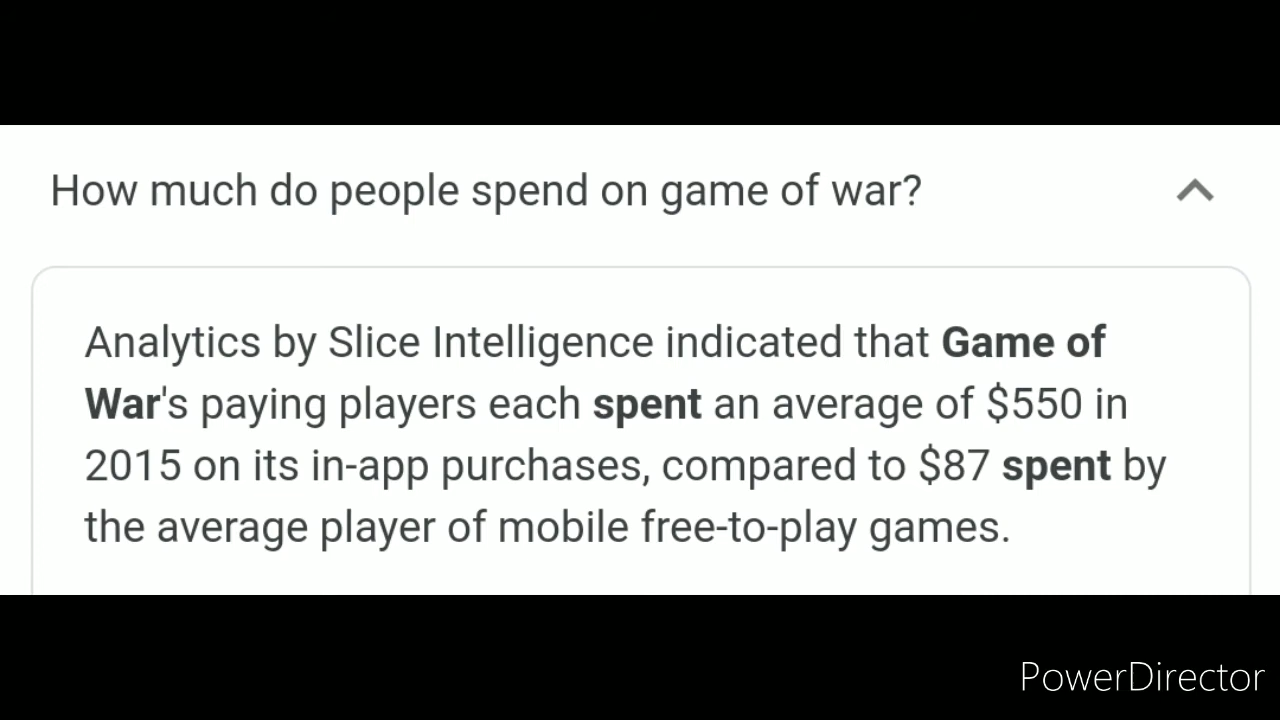 How much do people spend on game of war?
Analytics by Slice Intelligence indicated that Game of
War's paying players each spent an average of $550 in
2015 on its in-app purchases, compared to $87 spent by
the average player of mobile free-to-play games.
PowerDirector